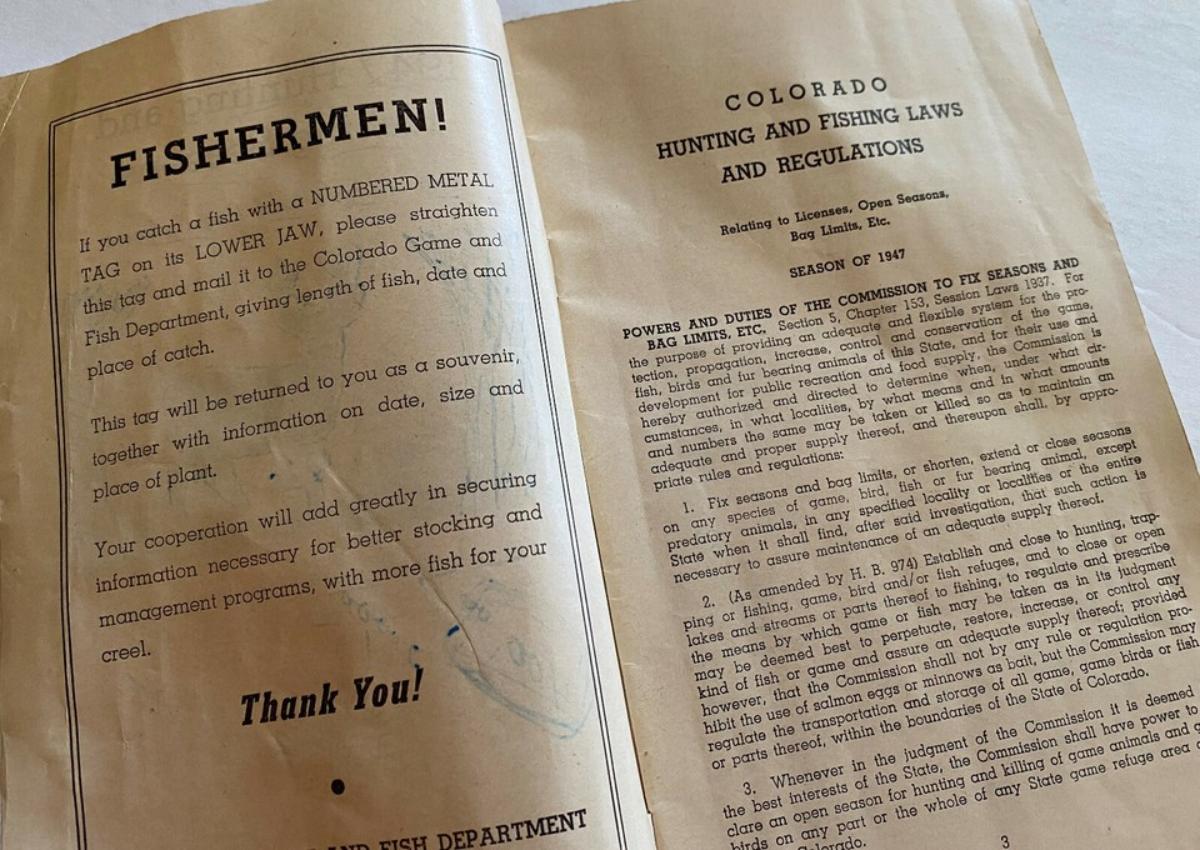 FISHERMEN!
If you catch a fish with a NUMBERED METAL
TAG on its LOWER JAW, please straighten
this tag and mail it to the Colorado Game and
Fish Department, giving length of fish, date and
place of catch.
This tag will be returned to you as a souvenir,
together with information on date, size and
place of plant.
Your cooperation will add greatly in securing
information necessary for better stocking and
management programs, with more fish for your
creel.
Thank You!
AND FISH DEPARTMENT
COLORADO
HUNTING AND FISHING LAWS
AND REGULATIONS
Relating to Licenses, Open Seasons,
Bag Limits, Etc.
SEASON OF 1947
POWERS AND DUTIES OF THE COMMISSION TO FIX SEASONS AND
BAG LIMITS, ETC. Section 5, Chapter 153, Session Laws 1937. For
the purpose of providing an adequate and flexible system for the pro-
tection, propagation, increase, control and conservation of the game,
fish, birds and fur bearing animals of this State, and for their use and
development for public recreation and food supply, the Commission is
hereby authorized and directed to determine when, under what cir-
cumstances, in what localities, by what means and in what amounts
and numbers the same may be taken or killed so as to maintain an
adequate and proper supply thereof, and thereupon shall, by appro-
priate rules and regulations:
1. Fix seasons and bag limits, or shorten, extend or close seasons
on any species of game, bird, fish or fur bearing animal, except
predatory animals, in any specified locality or localities or the entire
State when it shall find, after said investigation, that such action is
necessary to assure maintenance of an adequate supply thereof.
2. (As amended by H. B. 974) Establish and close to hunting, trap-
ping or fishing, game, bird and/or fish refuges, and to close or open
lakes and streams or parts thereof to fishing, to regulate and prescribe
the means by which game or fish may be taken as in its judgment
may be deemed best to perpetuate, restore, increase, or control any
kind of fish or game and assure an adequate supply thereof; provided
however, that the Commission shall not by any rule or regulation pro-
hibit the use of salmon eggs or minnows as bait, but the Commission may
regulate the transportation and storage of all game, game birds or fish
or parts thereof, within the boundaries of the State of Colorado.
3. Whenever in the judgment of the Commission it is deemed
the best interests of the State, the Commission shall have power to
clare an open season for hunting and killing of game animals and g
birds on any part or the whole of any State game refuge area
Colorado.
3